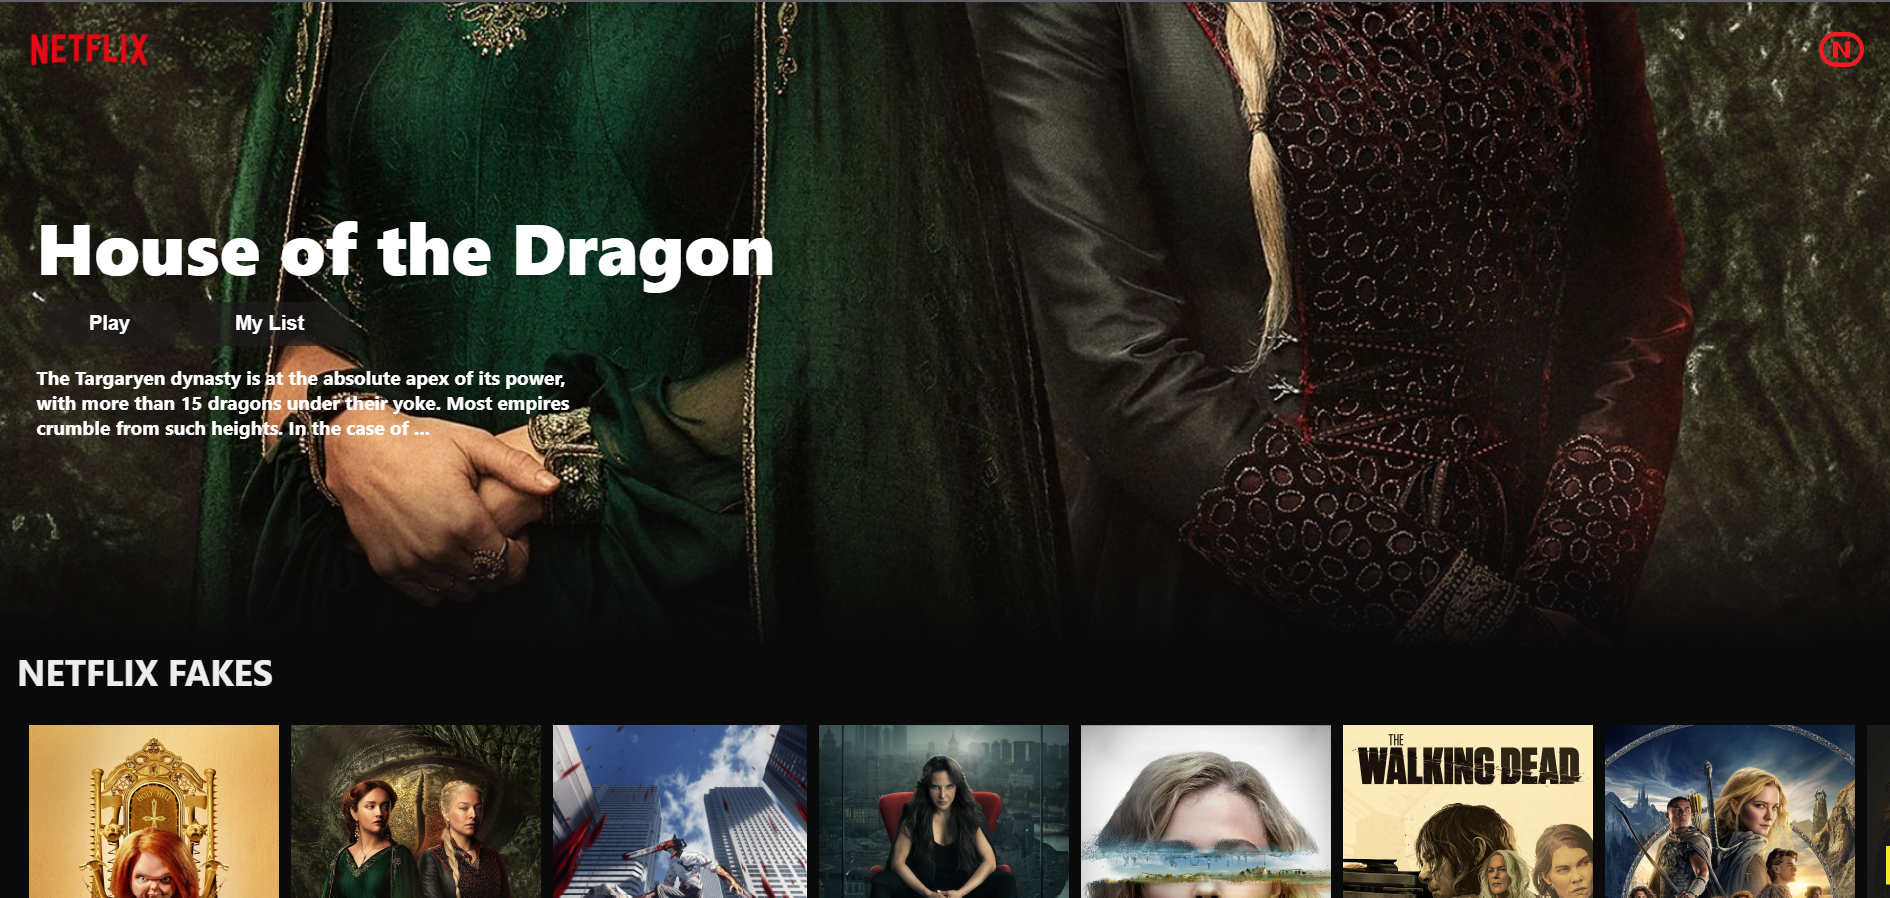 NETFLIX
N
House of the Dragon
Play
My List
The Targaryen dynasty is at the absolute apex of its power,
with more than 15 dragons under their yoke. Most empires
crumble from such heights. In the case of ...
NETFLIX FAKES
HOLY HELL
THE
WALKING DEAD